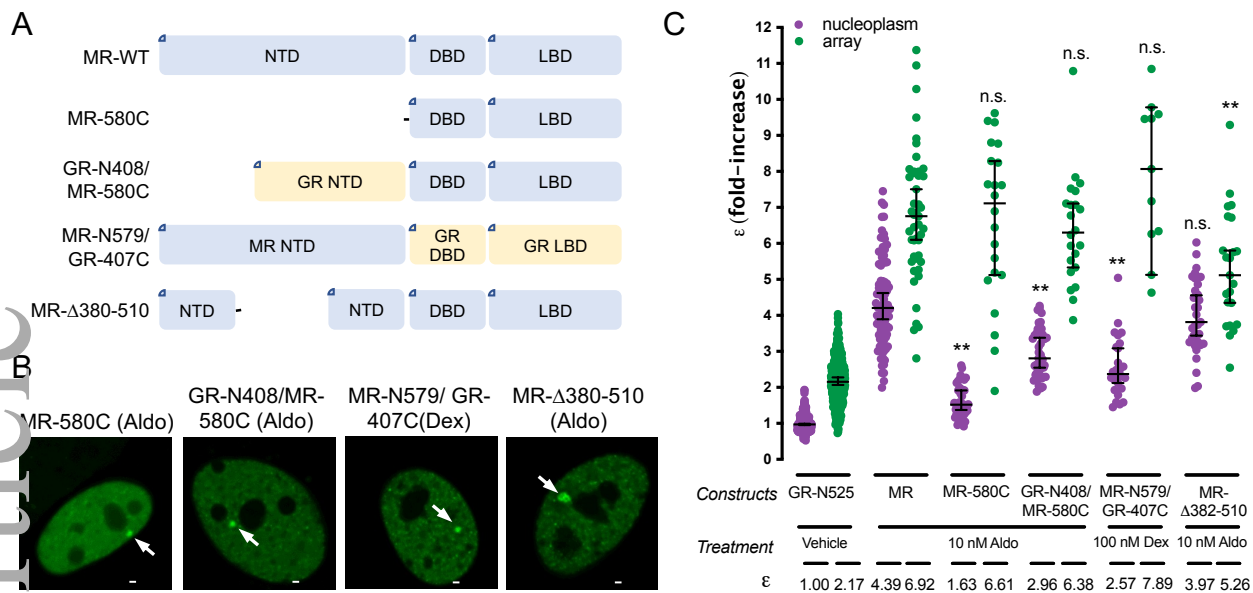 A
MR-WT
NTD
DBD
LBD
MR-580C
DBD
LBD
GR-N408/
MR-580C
GR NTD
DBD
LBD
MR-N579/
GR-407C
MR NTD
GR
DBD
GR LBD
MR-Δ380-510
NTD
NTD
DBD
LBD
B
MR-580C (Aldo)
GR-N408/MR-
580C (Aldo)
MR-N579/ GR-
407C(Dex)
MR-Δ380-510
(Aldo)
C
nucleoplasm
array
ε (fold-increase)
12
11
10
9
8
7
6
5
4
3
2
1
0
**
n.s.
**
n.s.
**
n.s.
n.s.
**
Constructs
GR-N525
MR
MR-580C
GR-N408/
MR-580C
MR-N579/
GR-407C
MR-
Δ382-510
Treatment
Vehicle
10 nM Aldo
100 nM Dex
10 nM Aldo
ε
1.00 2.17 4.39 6.92 1.63 6.61 2.96 6.38 2.57 7.89 3.97 5.26